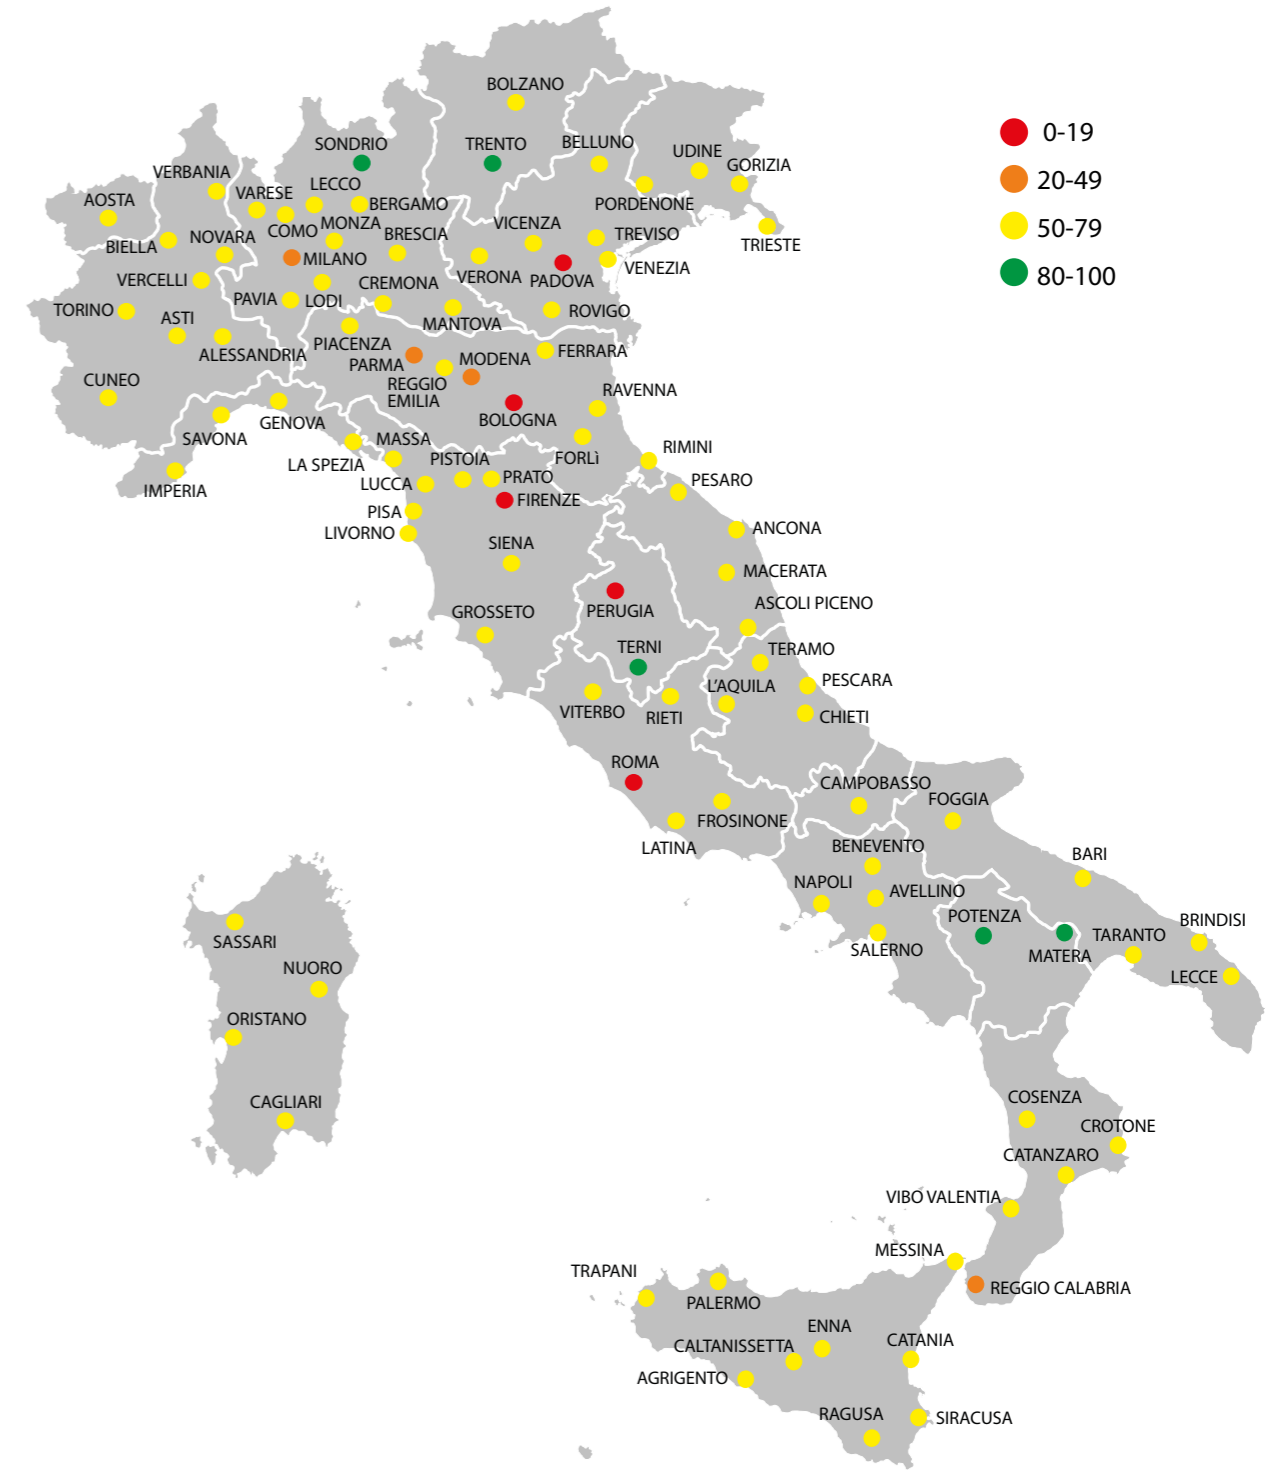 BOLZANO
0-19
SONDRIO
TRENTO
BELLUNO
UDINE
GORIZIA
VERBANIA
20-49
AOSTA
VARESE
LECCO
BERGAMO
PORDENONE
50-79
COMO
MONZA
BRESCIA
VICENZA
TREVISO
TRIESTE
BIELLA
NOVARA
MILANO
VENEZIA
80-100
VERCELLI
CREMONA
VERONA
PADOVA
PAVIA
LODI
TORINO
ASTI
MANTOVA
ROVIGO
ALESSANDRIA
PIACENZA
PARMA
MODENA
FERRARA
CUNEO
REGGIO
EMILIA
RAVENNA
BOLOGNA
SAVONA
GENOVA
MASSA
PISTOIA
FORLì
RIMINI
LA SPEZIA
IMPERIA
LUCCA
PRATO
PESARO
FIRENZE
PISA
LIVORNO
ANCONA
SIENA
MACERATA
GROSSETO
PERUGIA
ASCOLI PICENO
TERNI
TERAMO
L'AQUILA
PESCARA
VITERBO
RIETI
CHIETI
ROMA
CAMPOBASSO
FOGGIA
FROSINONE
LATINA
BENEVENTO
BARI
NAPOLI
AVELLINO
POTENZA
BRINDISI
SASSARI
SALERNO
MATERA
TARANTO
NUORO
LECCE
ORISTANO
CAGLIARI
COSENZA
CROTONE
CATANZARO
VIBO VALENTIA
MESSINA
TRAPANI
REGGIO CALABRIA
PALERMO
ENNA
CALTANISSETTA
CATANIA
AGRIGENTO
RAGUSA
SIRACUSA